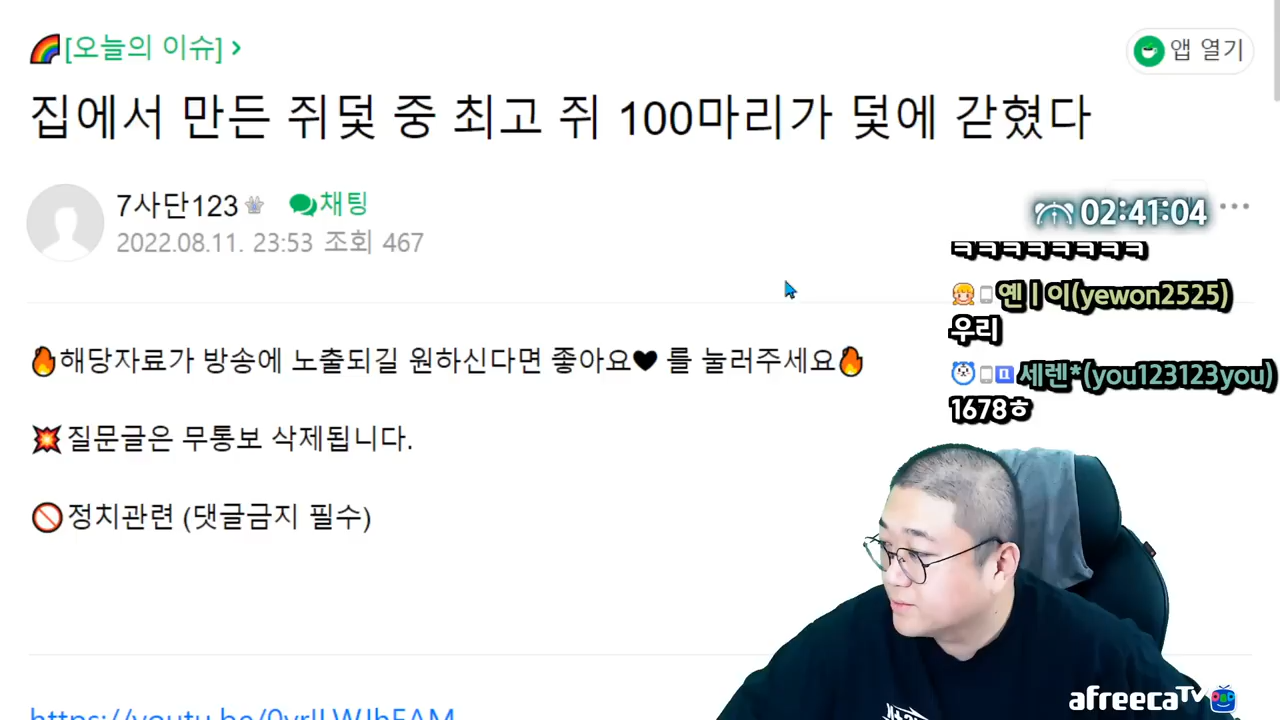 [오늘의 이슈]
앱 열기
집에서 만든 쥐덫 중 최고 쥐 100마리가 덫에 갇혔다
7사단123
채팅
2022.08.11. 23:53 조회 467
02:41:04
ㅋㅋㅋㅋㅋㅋㅋㅋ
옌ㅣ이(yewon2525)
우리
세렌*(you123123you)
1678ㅎ
해당자료가 방송에 노출되길 원하신다면 좋아요♥ 를 눌러주세요
질문글은 무통보 삭제됩니다.
정치관련 (댓글금지 필수)
afreecaTV